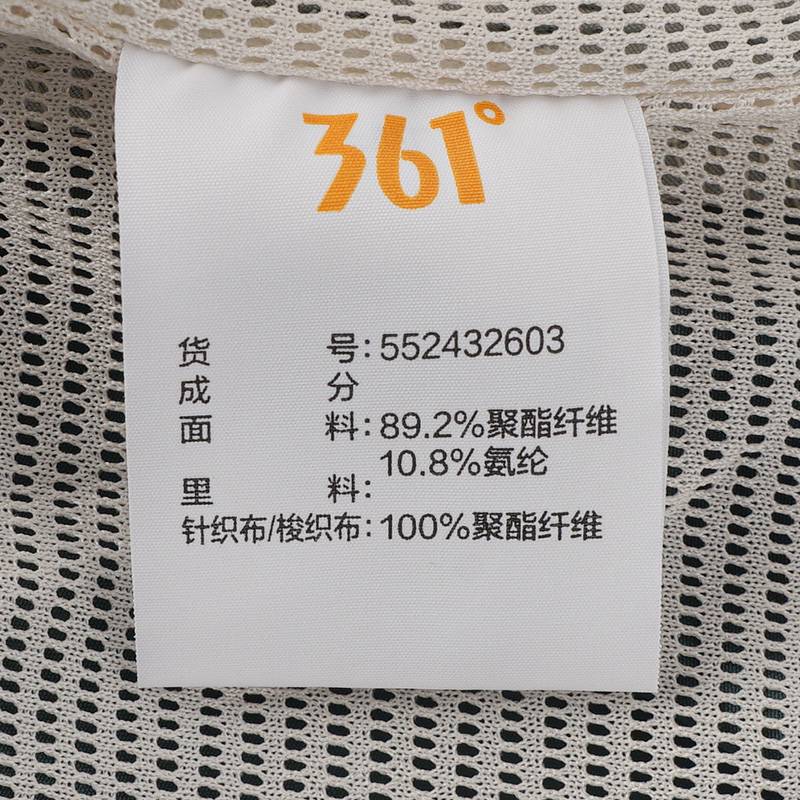 361°
货 号:552432603
成 分
面 料:89.2%聚酯纤维
10.8%氨纶
里 料:
针织布/梭织布:100%聚酯纤维